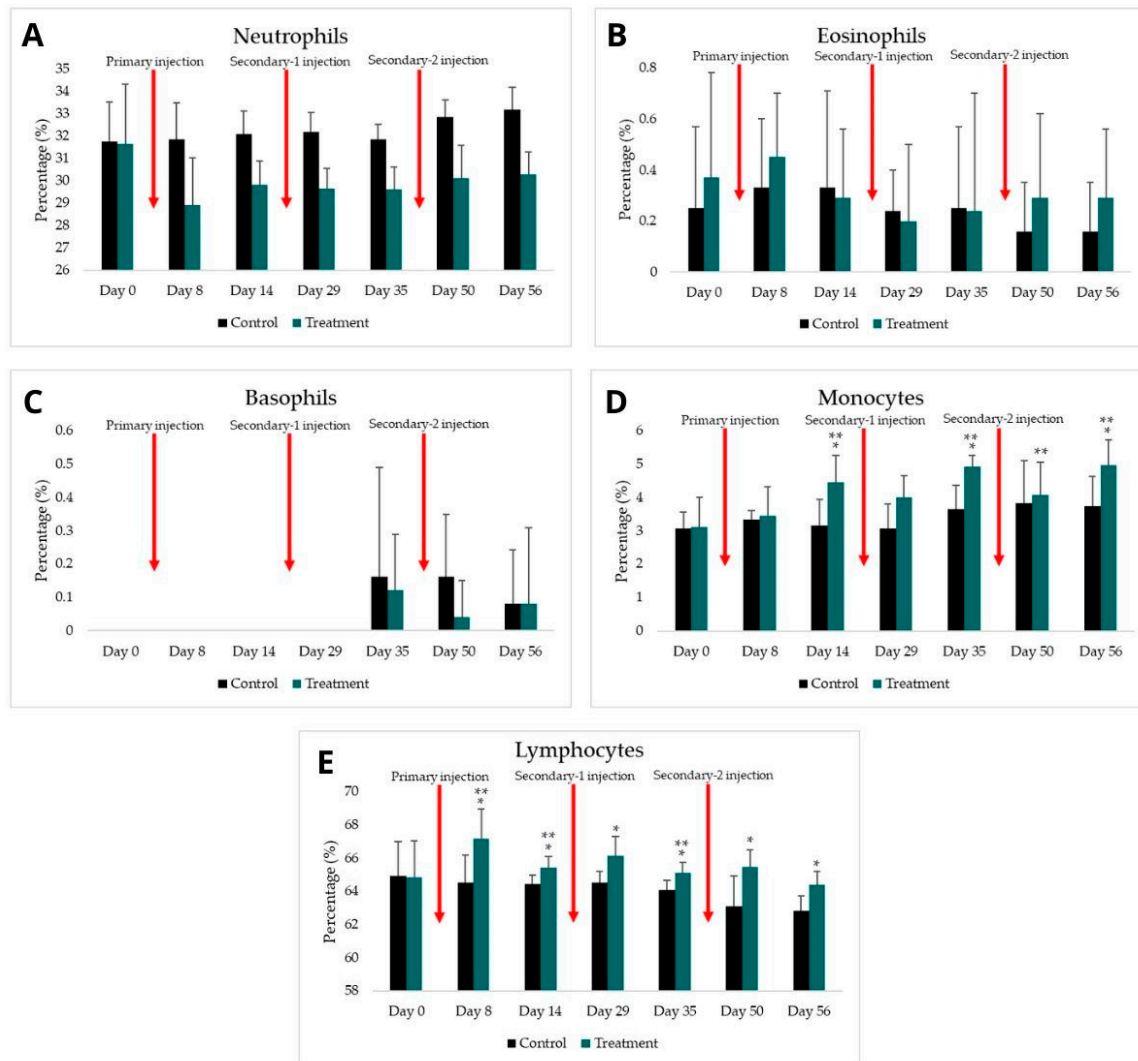 A
Neutrophils
Primary injection Secondary-1 injection Secondary-2 injection
Percentage (%)
35
34
33
32
31
30
29
28
27
26
Day 0 Day 8 Day 14 Day 29 Day 35 Day 50 Day 56
Control Treatment
B
Eosinophils
Primary injection Secondary-1 injection Secondary-2 injection
Percentage (%)
0.8
0.6
0.4
0.2
0
Day 0 Day 8 Day 14 Day 29 Day 35 Day 50 Day 56
Control Treatment
C
Basophils
Primary injection Secondary-1 injection Secondary-2 injection
Percentage (%)
0.6
0.5
0.4
0.3
0.2
0.1
0
Day 0 Day 8 Day 14 Day 29 Day 35 Day 50 Day 56
Control Treatment
D
Monocytes
Primary injection Secondary-1 injection Secondary-2 injection
Percentage (%)
6
5
4
3
2
1
0
** ** ** **
* * *
Day 0 Day 8 Day 14 Day 29 Day 35 Day 50 Day 56
Control Treatment
E
Lymphocytes
Primary injection Secondary-1 injection Secondary-2 injection
Percentage (%)
70
68
66
64
62
60
58
** ** * ** * *
* * *
Day 0 Day 8 Day 14 Day 29 Day 35 Day 50 Day 56
Control Treatment